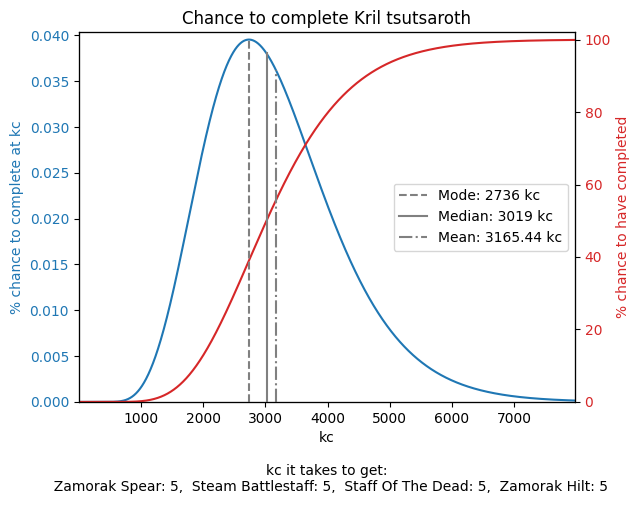 Chance to complete Kril tsutsaroth
% chance to complete at kc
0.040
0.035
0.030
0.025
0.020
0.015
0.010
0.005
0.000
1000 2000 3000 4000 5000 6000 7000
kc
100
80
60
40
20
0
% chance to have completed
Mode: 2736 kc
Median: 3019 kc
Mean: 3165.44 kc
kc it takes to get:
Zamorak Spear: 5, Steam Battlestaff: 5, Staff Of The Dead: 5, Zamorak Hilt: 5